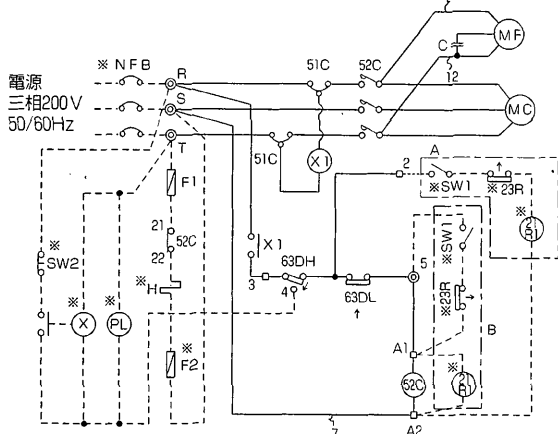 ※ N F B
R
51C
52C
C
MF
12
電源
三相200V
50/60Hz
S
MC
T
51C
X1
A
2
※SW1
※23R
※
21
R1
F1
21
52C
22
X1
63DH
3
4
63DL
5
※SW1
※23R
B
※
SW2
※H
※
X
※
PL
※
F2
A1
52C
※
R1
7
A2